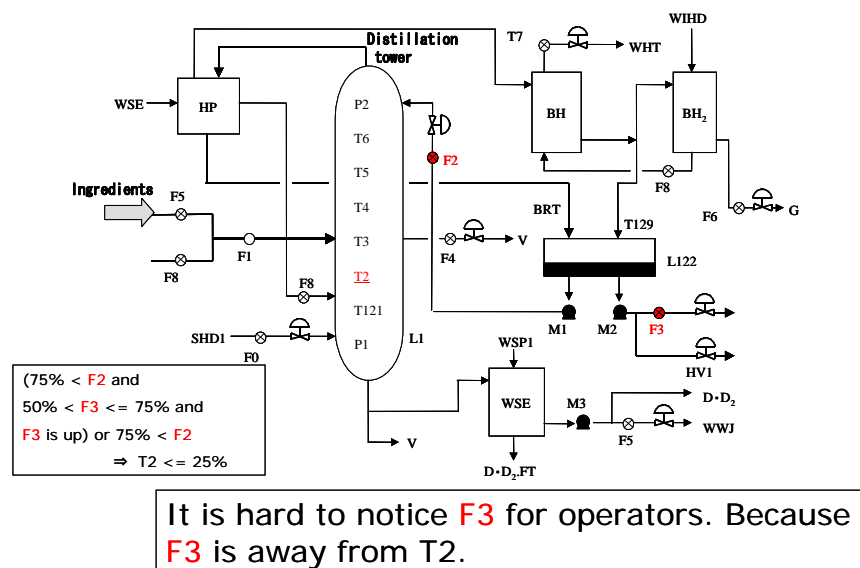 Distillation
tower
T7
WHT
WIHD
WSE
HP
P2
BH
BH₂
T6
F2
T5
F8
Ingredients
F5
T4
BRT
F6
G
T129
T3
F1
F4
V
L122
F8
T2
F8
T121
M1
M2
F3
SHD1
F0
P1
L1
HV1
WSP1
(75% < F2 and
50% < F3 <= 75% and
F3 is up) or 75% < F2
⇒ T2 <= 25%
WSE
M3
D・D₂
F5
WWJ
V
D・D₂.FT
It is hard to notice F3 for operators. Because
F3 is away from T2.